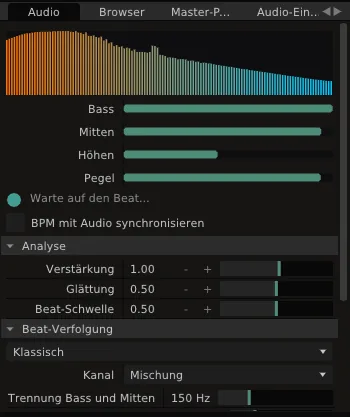 Audio Browser Master-P... Audio-Ein...
Bass
Mitten
Höhen
Pegel
Warte auf den Beat...
BPM mit Audio synchronisieren
Analyse
Verstärkung 1.00 - +
Glättung 0.50 - +
Beat-Schwelle 0.50 - +
Beat-Verfolgung
Klassisch
Kanal Mischung
Trennung Bass und Mitten 150 Hz